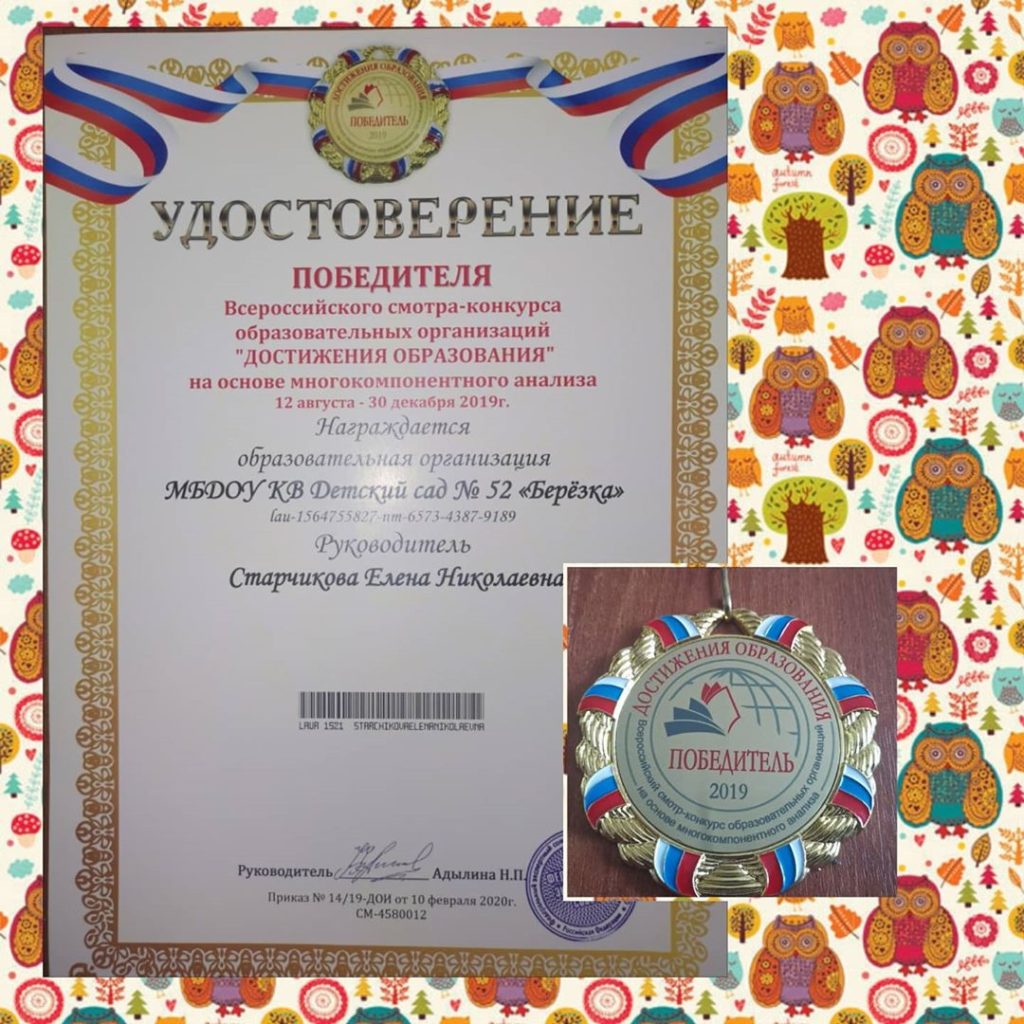 ДОСТИЖЕНИЯ ОБРАЗОВАНИЯ
ПОБЕДИТЕЛЬ
2019
УДОСТОВЕРЕНИЕ
ПОБЕДИТЕЛЯ
Всероссийского смотра-конкурса
образовательных организаций
"ДОСТИЖЕНИЯ ОБРАЗОВАНИЯ"
на основе многокомпонентного анализа
12 августа - 30 декабря 2019г.
Награждается
образовательная организация
МБДОУ КВ Детский сад № 52 «Берёзка»
lau-1564755827-nm-6573-4387-9189
Руководитель
Старчикова Елена Николаевна
LAUR 1521 STARCHIKOVAELENANIKOLAEVNA
Руководитель Адылина Н.П.
Приказ № 14/19-ДОИ от 10 февраля 2020г.
СМ-4580012
Российская Федерация
ДОСТИЖЕНИЯ ОБРАЗОВАНИЯ
ПОБЕДИТЕЛЬ
2019
Всероссийский смотр-конкурс образовательных организаций
на основе многокомпонентного анализа
autumn forest
autumn forest